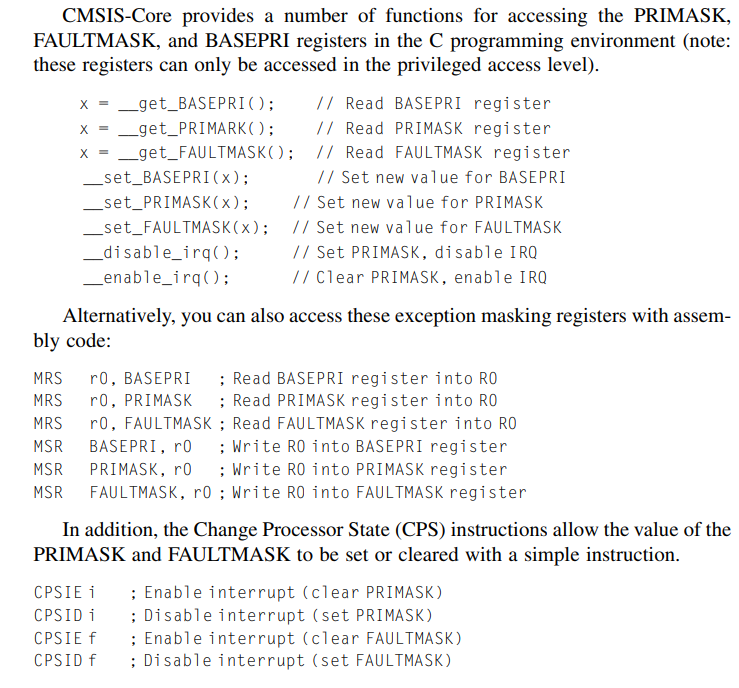 CMSIS-Core provides a number of functions for accessing the PRIMASK,
FAULTMASK, and BASEPRI registers in the C programming environment (note:
these registers can only be accessed in the privileged access level).
x = __get_BASEPRI(); // Read BASEPRI register
x = __get_PRIMARK(); // Read PRIMASK register
x = __get_FAULTMASK(); // Read FAULTMASK register
__set_BASEPRI(x); // Set new value for BASEPRI
__set_PRIMASK(x); // Set new value for PRIMASK
__set_FAULTMASK(x); // Set new value for FAULTMASK
__disable_irq(); // Set PRIMASK, disable IRQ
__enable_irq(); // Clear PRIMASK, enable IRQ
Alternatively, you can also access these exception masking registers with assem-
bly code:
MRS r0, BASEPRI ; Read BASEPRI register into R0
MRS r0, PRIMASK ; Read PRIMASK register into R0
MRS r0, FAULTMASK ; Read FAULTMASK register into R0
MSR BASEPRI, r0 ; Write R0 into BASEPRI register
MSR PRIMASK, r0 ; Write R0 into PRIMASK register
MSR FAULTMASK, r0 ; Write R0 into FAULTMASK register
In addition, the Change Processor State (CPS) instructions allow the value of the
PRIMASK and FAULTMASK to be set or cleared with a simple instruction.
CPSIE i ; Enable interrupt (clear PRIMASK)
CPSID i ; Disable interrupt (set PRIMASK)
CPSIE f ; Enable interrupt (clear FAULTMASK)
CPSID f ; Disable interrupt (set FAULTMASK)